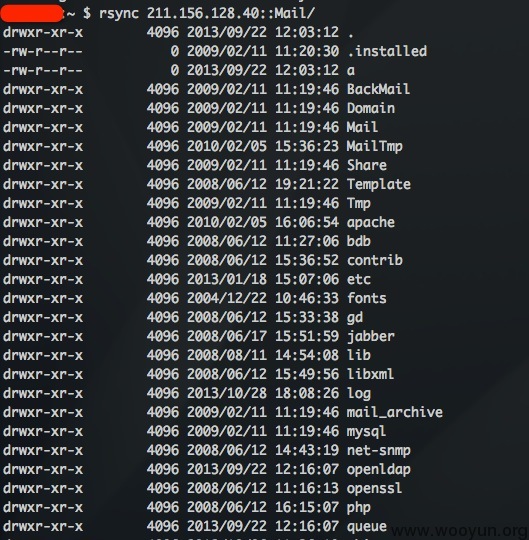 :~ $ rsync 211.156.128.40::Mail/
drwxr-xr-x 4096 2013/09/22 12:03:12 .
-rw-r--r-- 0 2009/02/11 11:20:30 .installed
-rw-r--r-- 0 2013/09/22 12:03:12 a
drwxr-xr-x 4096 2009/02/11 11:19:46 BackMail
drwxr-xr-x 4096 2009/02/11 11:19:46 Domain
drwxr-xr-x 4096 2009/02/11 11:19:46 Mail
drwxr-xr-x 4096 2010/02/05 15:36:23 MailTmp
drwxr-xr-x 4096 2009/02/11 11:19:46 Share
drwxr-xr-x 4096 2008/06/12 19:21:22 Template
drwxr-xr-x 4096 2009/02/11 11:19:46 Tmp
drwxr-xr-x 4096 2010/02/05 16:06:54 apache
drwxr-xr-x 4096 2008/06/12 11:27:06 bdb
drwxr-xr-x 4096 2008/06/12 15:36:52 contrib
drwxr-xr-x 4096 2013/01/18 15:07:06 etc
drwxr-xr-x 4096 2004/12/22 10:46:33 fonts
drwxr-xr-x 4096 2008/06/12 15:33:38 gd
drwxr-xr-x 4096 2008/06/17 15:51:59 jabber
drwxr-xr-x 4096 2008/08/11 14:54:08 lib
drwxr-xr-x 4096 2008/06/12 15:49:56 libxml
drwxr-xr-x 4096 2013/10/28 18:08:26 log
drwxr-xr-x 4096 2009/02/11 11:19:46 mail_archive
drwxr-xr-x 4096 2009/02/11 11:19:46 mysql
drwxr-xr-x 4096 2008/06/12 14:43:19 net-snmp
drwxr-xr-x 4096 2013/09/22 12:16:07 openldap
drwxr-xr-x 4096 2008/06/12 11:16:13 openssl
drwxr-xr-x 4096 2008/06/12 16:15:07 php
drwxr-xr-x 4096 2013/09/22 12:16:07 queue
www.wooyun.org